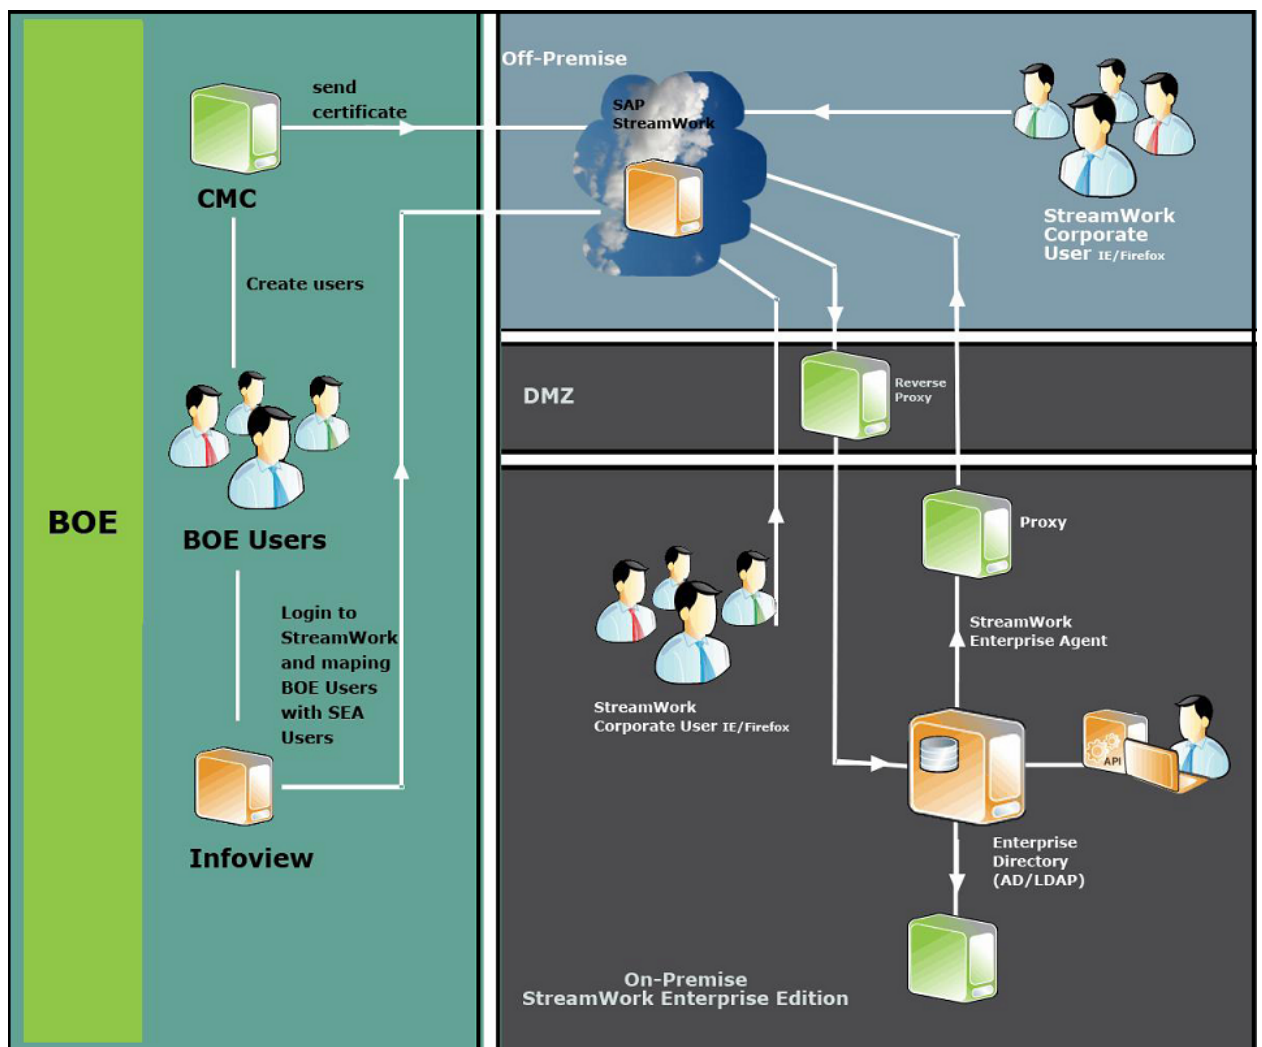 BOE
send
certificate
CMC
Create users
BOE Users
Login to
StreamWork
and maping
BOE Users
with SEA
Users
Infoview
Off-Premise
SAP
StreamWork
StreamWork
Corporate
User IE/Firefox
DMZ
Reverse
Proxy
Proxy
StreamWork
Enterprise Agent
StreamWork
Corporate User IE/Firefox
API
Enterprise
Directory
(AD/LDAP)
On-Premise
StreamWork Enterprise Edition